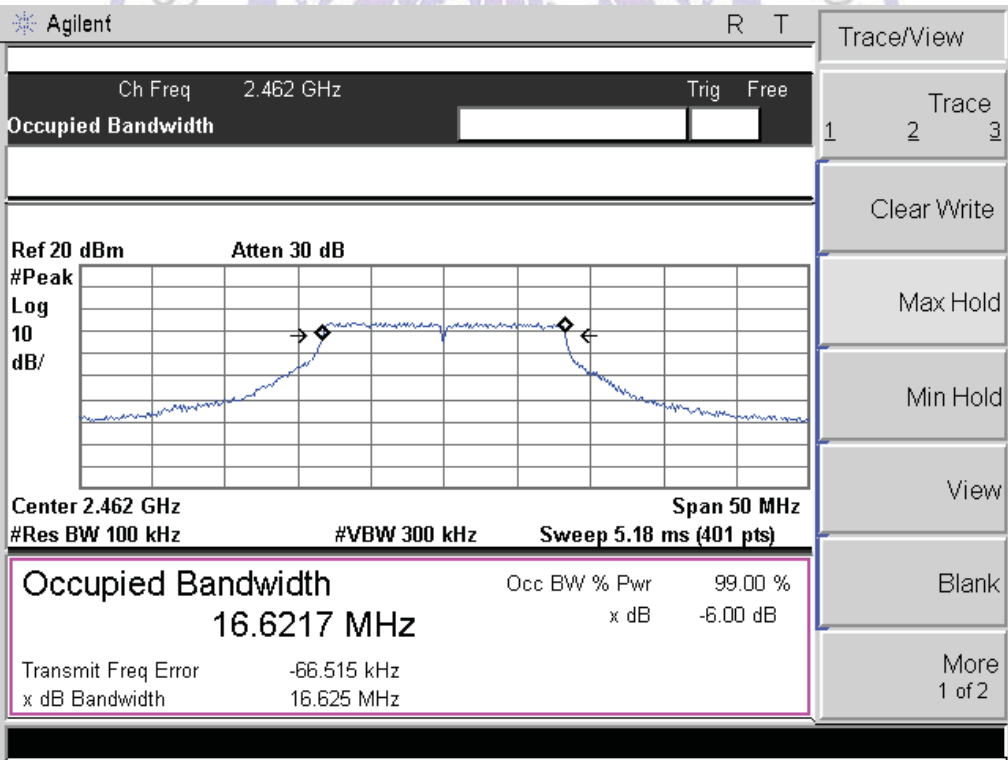 Agilent R T
Ch Freq 2.462 GHz Trig Free
Occupied Bandwidth
Ref 20 dBm Atten 30 dB
#Peak
Log
10
dB/
Center 2.462 GHz Span 50 MHz
#Res BW 100 kHz #VBW 300 kHz Sweep 5.18 ms (401 pts)
Occupied Bandwidth Occ BW % Pwr 99.00 %
16.6217 MHz x dB -6.00 dB
Transmit Freq Error -66.515 kHz
x dB Bandwidth 16.625 MHz
Trace/View
Trace
1 2 3
Clear Write
Max Hold
Min Hold
View
Blank
More
1 of 2